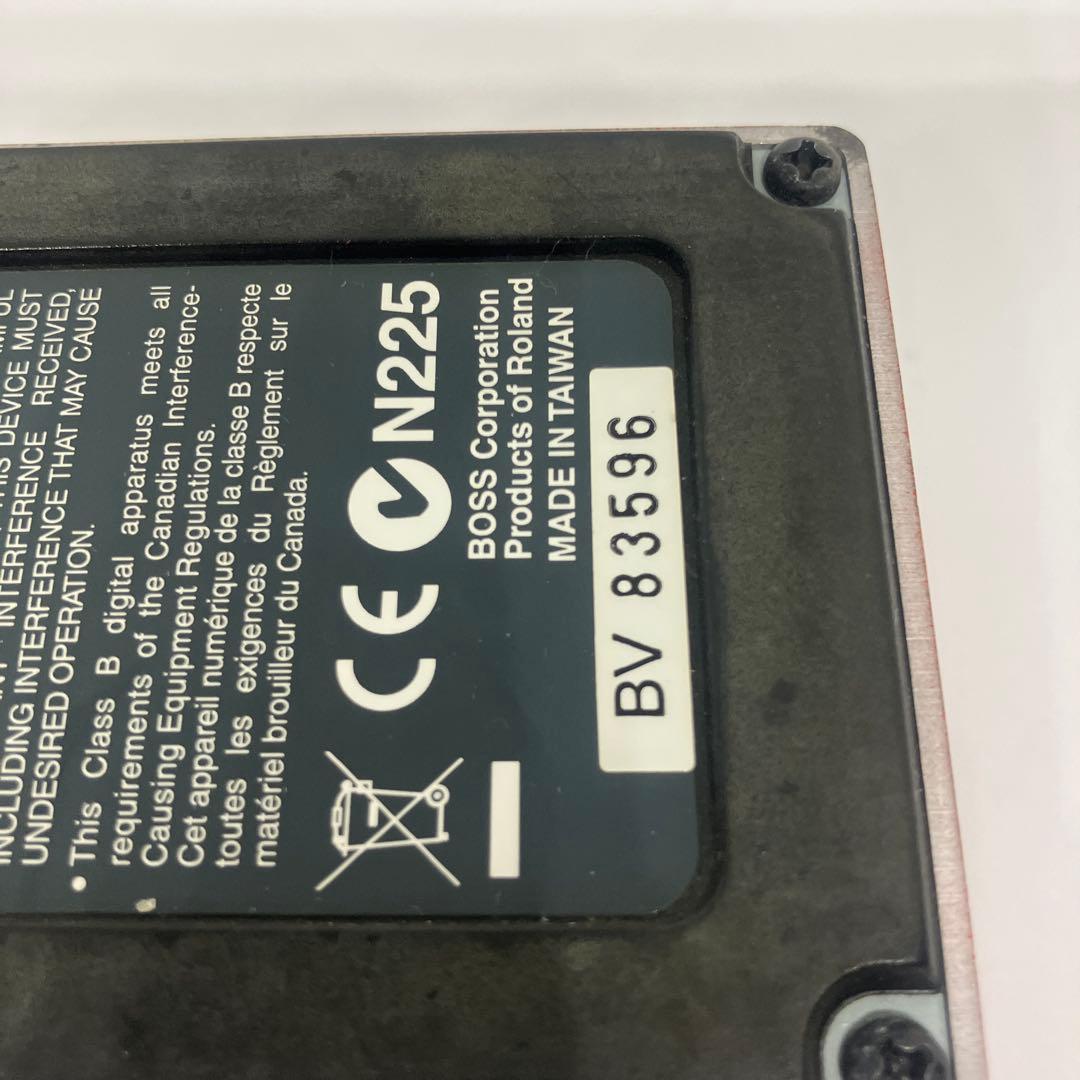 THIS DEVICE MUST
INTERFERENCE
INCLUDING INTERFERENCE RECEIVED,
UNDESIRED OPERATION. THAT MAY CAUSE
• This Class B digital apparatus meets all
requirements of the Canadian Interference-
Causing Equipment Regulations.
Cet appareil numérique de la classe B respecte
toutes les exigences du Règlement sur le
matériel brouilleur du Canada.
CE N225
BOSS Corporation
Products of Roland
MADE IN TAIWAN
BV 83596